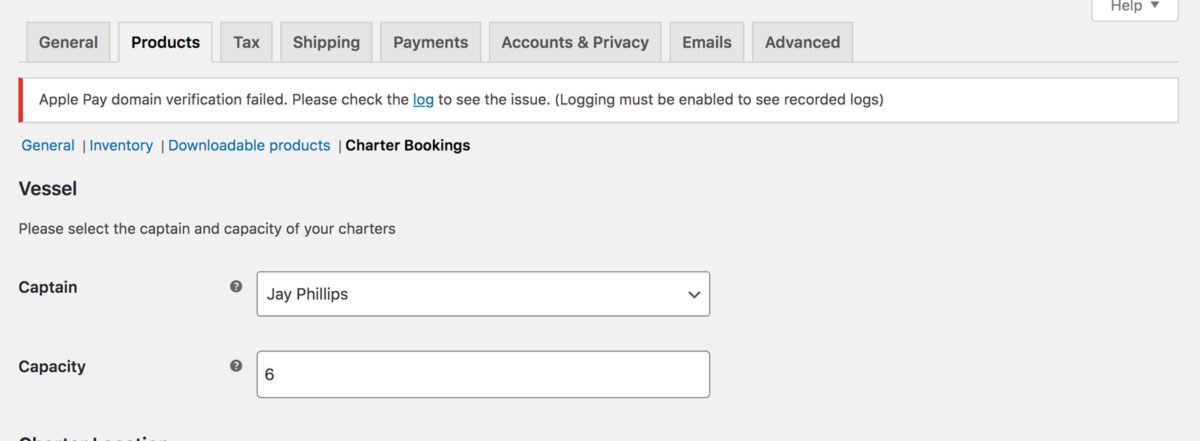 Help ▼
General Products Tax Shipping Payments Accounts & Privacy Emails Advanced
Apple Pay domain verification failed. Please check the log to see the issue. (Logging must be enabled to see recorded logs)
General | Inventory | Downloadable products | Charter Bookings
Vessel
Please select the captain and capacity of your charters
Captain ? Jay Phillips
Capacity ? 6